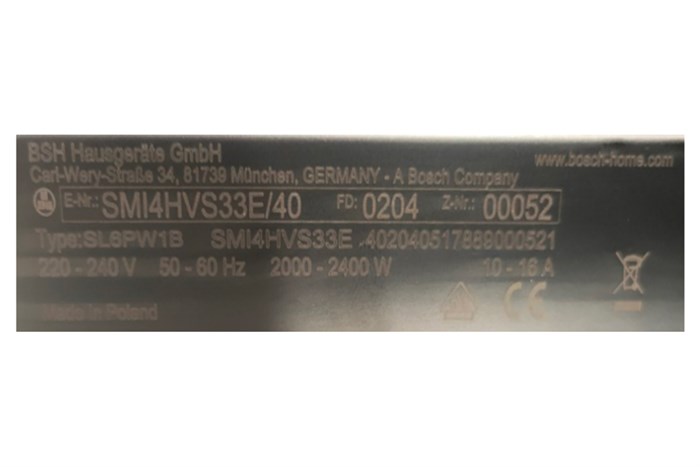 BSH Hausgeräte GmbH
www.bosch-home.com
Carl-Wery-Straße 34, 81739 München, GERMANY - A Bosch Company
E-Nr.: SMI4HVS33E/40 FD: 0204 Z-Nr.: 00052
Type: SL6PW1B SMI4HVS33E 402040517869000521
220 - 240 V 50 - 60 Hz 2000 - 2400 W 10 - 16 A
Made in Poland